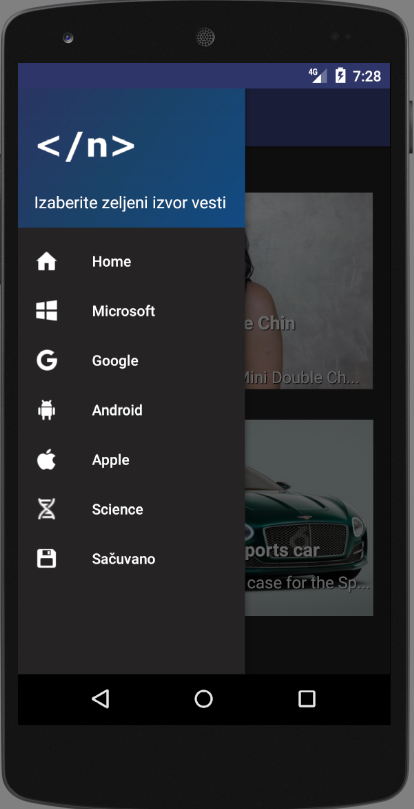 4G 7:28
</n>
Izaberite zeljeni izvor vesti
Home
Microsoft
Google
Android
Apple
Science
Sačuvano
e Chin
Mini Double Ch...
ports car
case for the Sp...